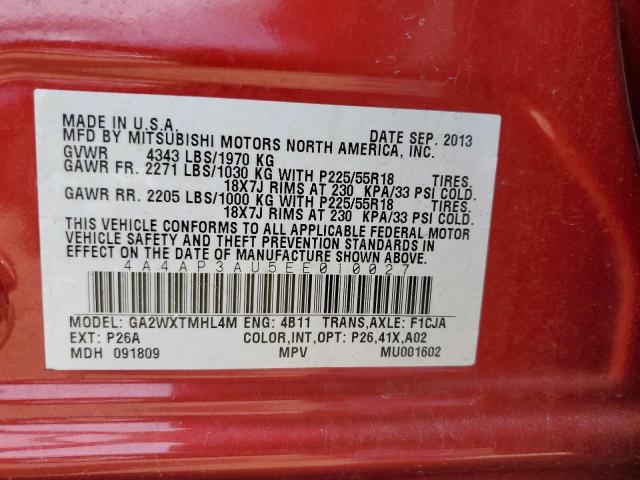 MADE IN U.S.A. DATE SEP. 2013
MFD BY MITSUBISHI MOTORS NORTH AMERICA, INC.
GVWR 4343 LBS/1970 KG
GAWR FR. 2271 LBS/1030 KG WITH P225/55R18 TIRES,
18X7J RIMS AT 230 KPA/33 PSI COLD.
GAWR RR. 2205 LBS/1000 KG WITH P225/55R18 TIRES,
18X7J RIMS AT 230 KPA/33 PSI COLD.
THIS VEHICLE CONFORMS TO ALL APPLICABLE FEDERAL MOTOR
VEHICLE SAFETY AND THEFT PREVENTION STANDARDS IN
EFFECT ON THE DATE OF MANUFACTURE SHOWN ABOVE.
4A4AP3AU5EE010027
MODEL: GA2WXTMHL4M ENG: 4B11 TRANS,AXLE: F1CJA
EXT: P26A COLOR,INT,OPT: P26,41X,A02
MDH 091809 MPV MU001602